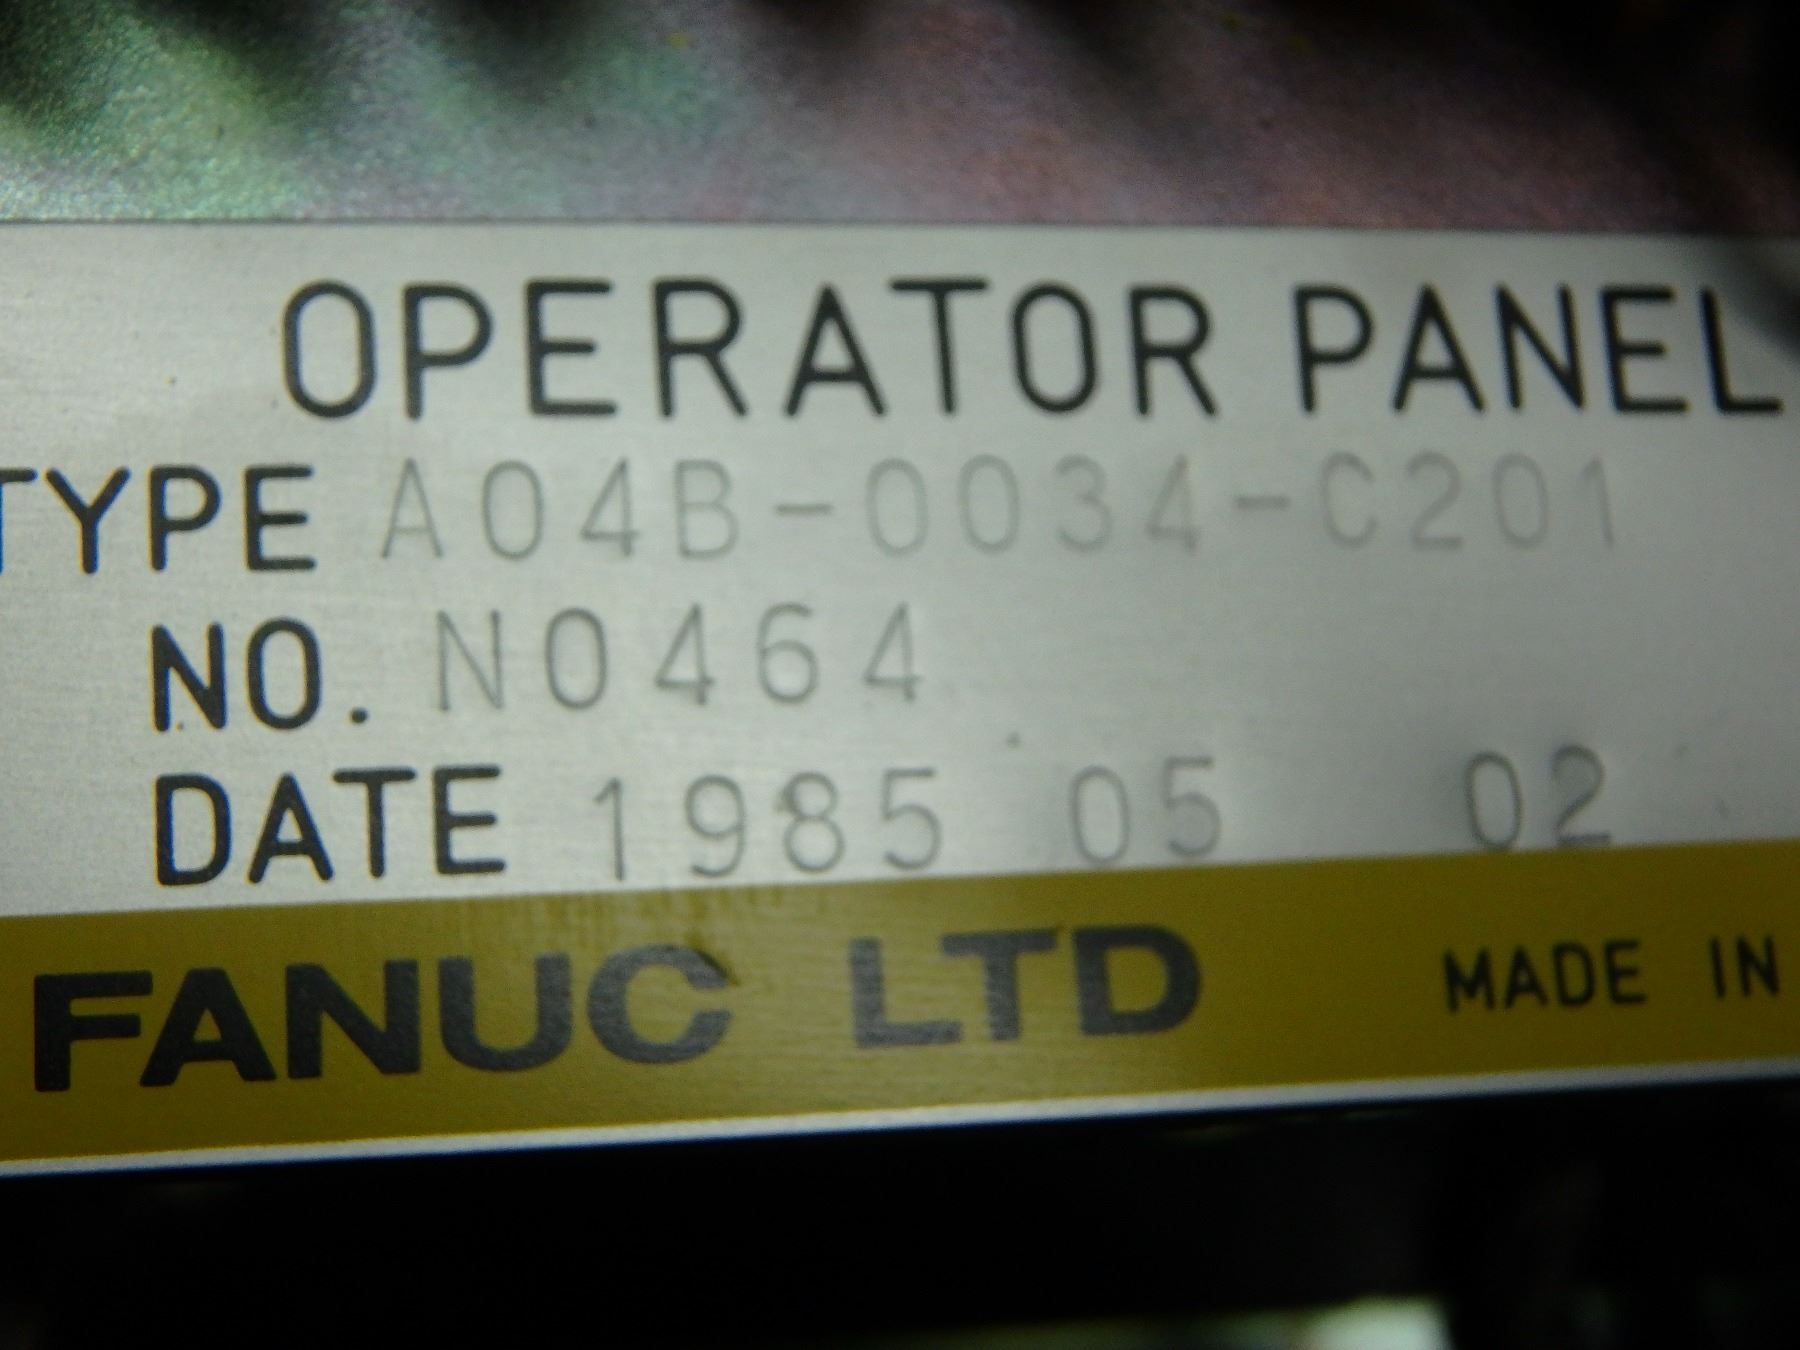 OPERATOR PANEL
TYPE A04B-0034-C201
NO. N0464
DATE 1985 05 02
FANUC LTD MADE IN